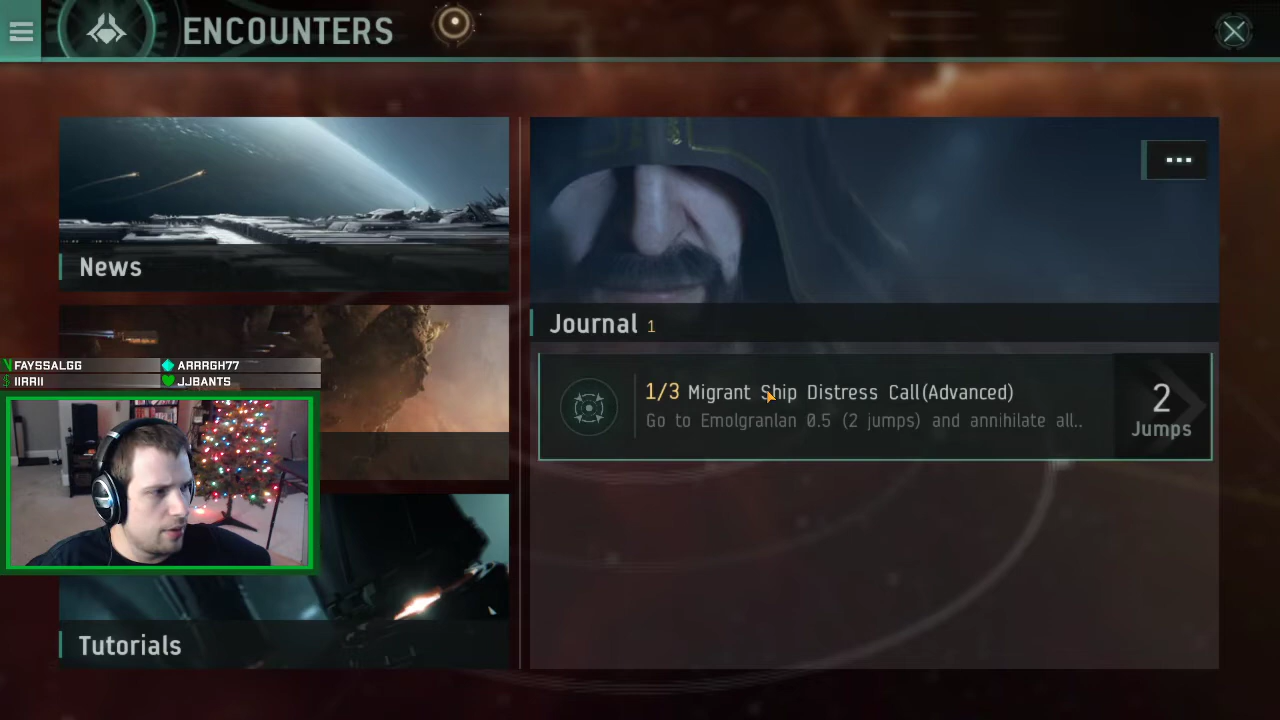 ENCOUNTERS
News
Journal 1
1/3 Migrant Ship Distress Call(Advanced)
Go to Emolgranlan 0.5 (2 jumps) and annihilate all..
2
Jumps
FAYSSALGG
ARRRGH77
IIRRII
JJBANTS
Tutorials